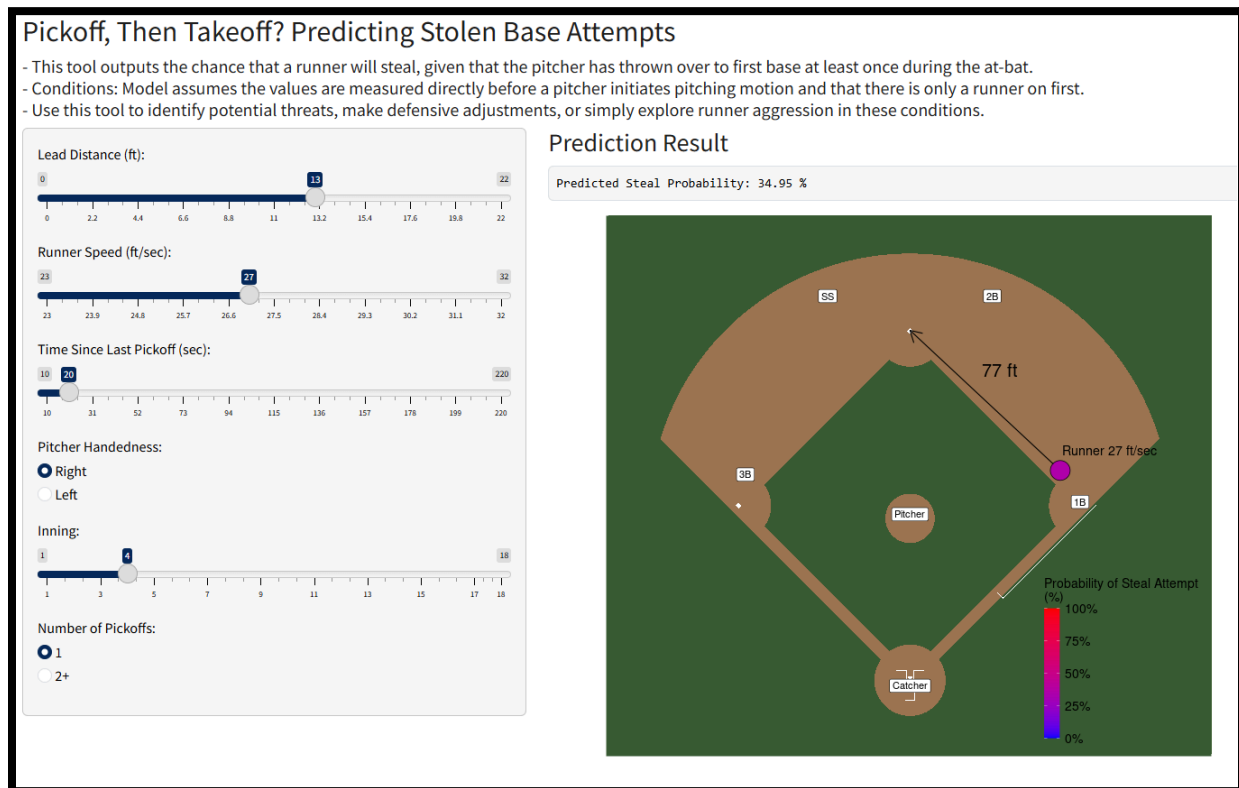 Pickoff, Then Takeoff? Predicting Stolen Base Attempts
- This tool outputs the chance that a runner will steal, given that the pitcher has thrown over to first base at least once during the at-bat.
- Conditions: Model assumes the values are measured directly before a pitcher initiates pitching motion and that there is only a runner on first.
- Use this tool to identify potential threats, make defensive adjustments, or simply explore runner aggression in these conditions.
Lead Distance (ft):
0 13 22
0 2.2 4.4 6.6 8.8 11 13.2 15.4 17.6 19.8 22
Runner Speed (ft/sec):
23 27 32
23 23.9 24.8 25.7 26.6 27.5 28.4 29.3 30.2 31.1 32
Time Since Last Pickoff (sec):
10 20 220
10 31 52 73 94 115 136 157 178 199 220
Pitcher Handedness:
Right
Left
Inning:
1 4 18
1 3 5 7 9 11 13 15 17 18
Number of Pickoffs:
1
2+
Prediction Result
Predicted Steal Probability: 34.95 %
SS 2B
77 ft
Runner 27 ft/sec
3B
1B
Pitcher
Catcher
Probability of Steal Attempt
(%)
100%
75%
50%
25%
0%